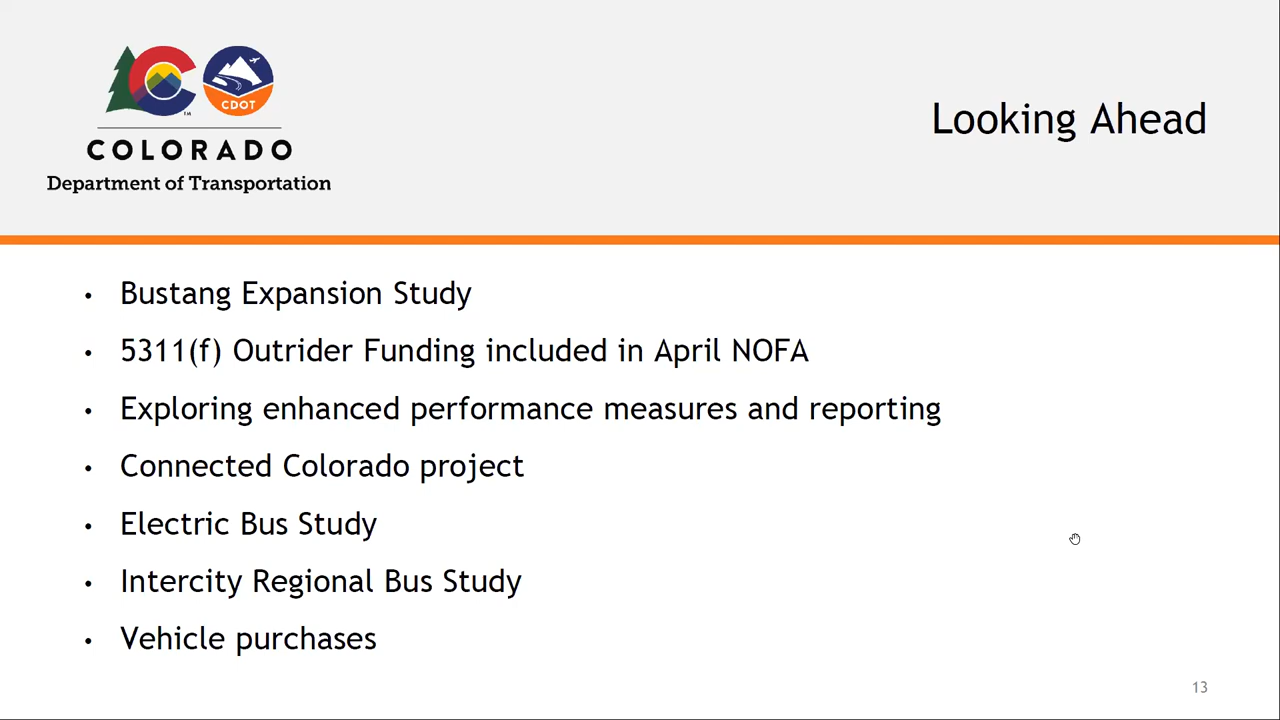 CDOT
TM
COLORADO
Department of Transportation
Looking Ahead
• Bustang Expansion Study
• 5311(f) Outrider Funding included in April NOFA
• Exploring enhanced performance measures and reporting
• Connected Colorado project
• Electric Bus Study
• Intercity Regional Bus Study
• Vehicle purchases
13